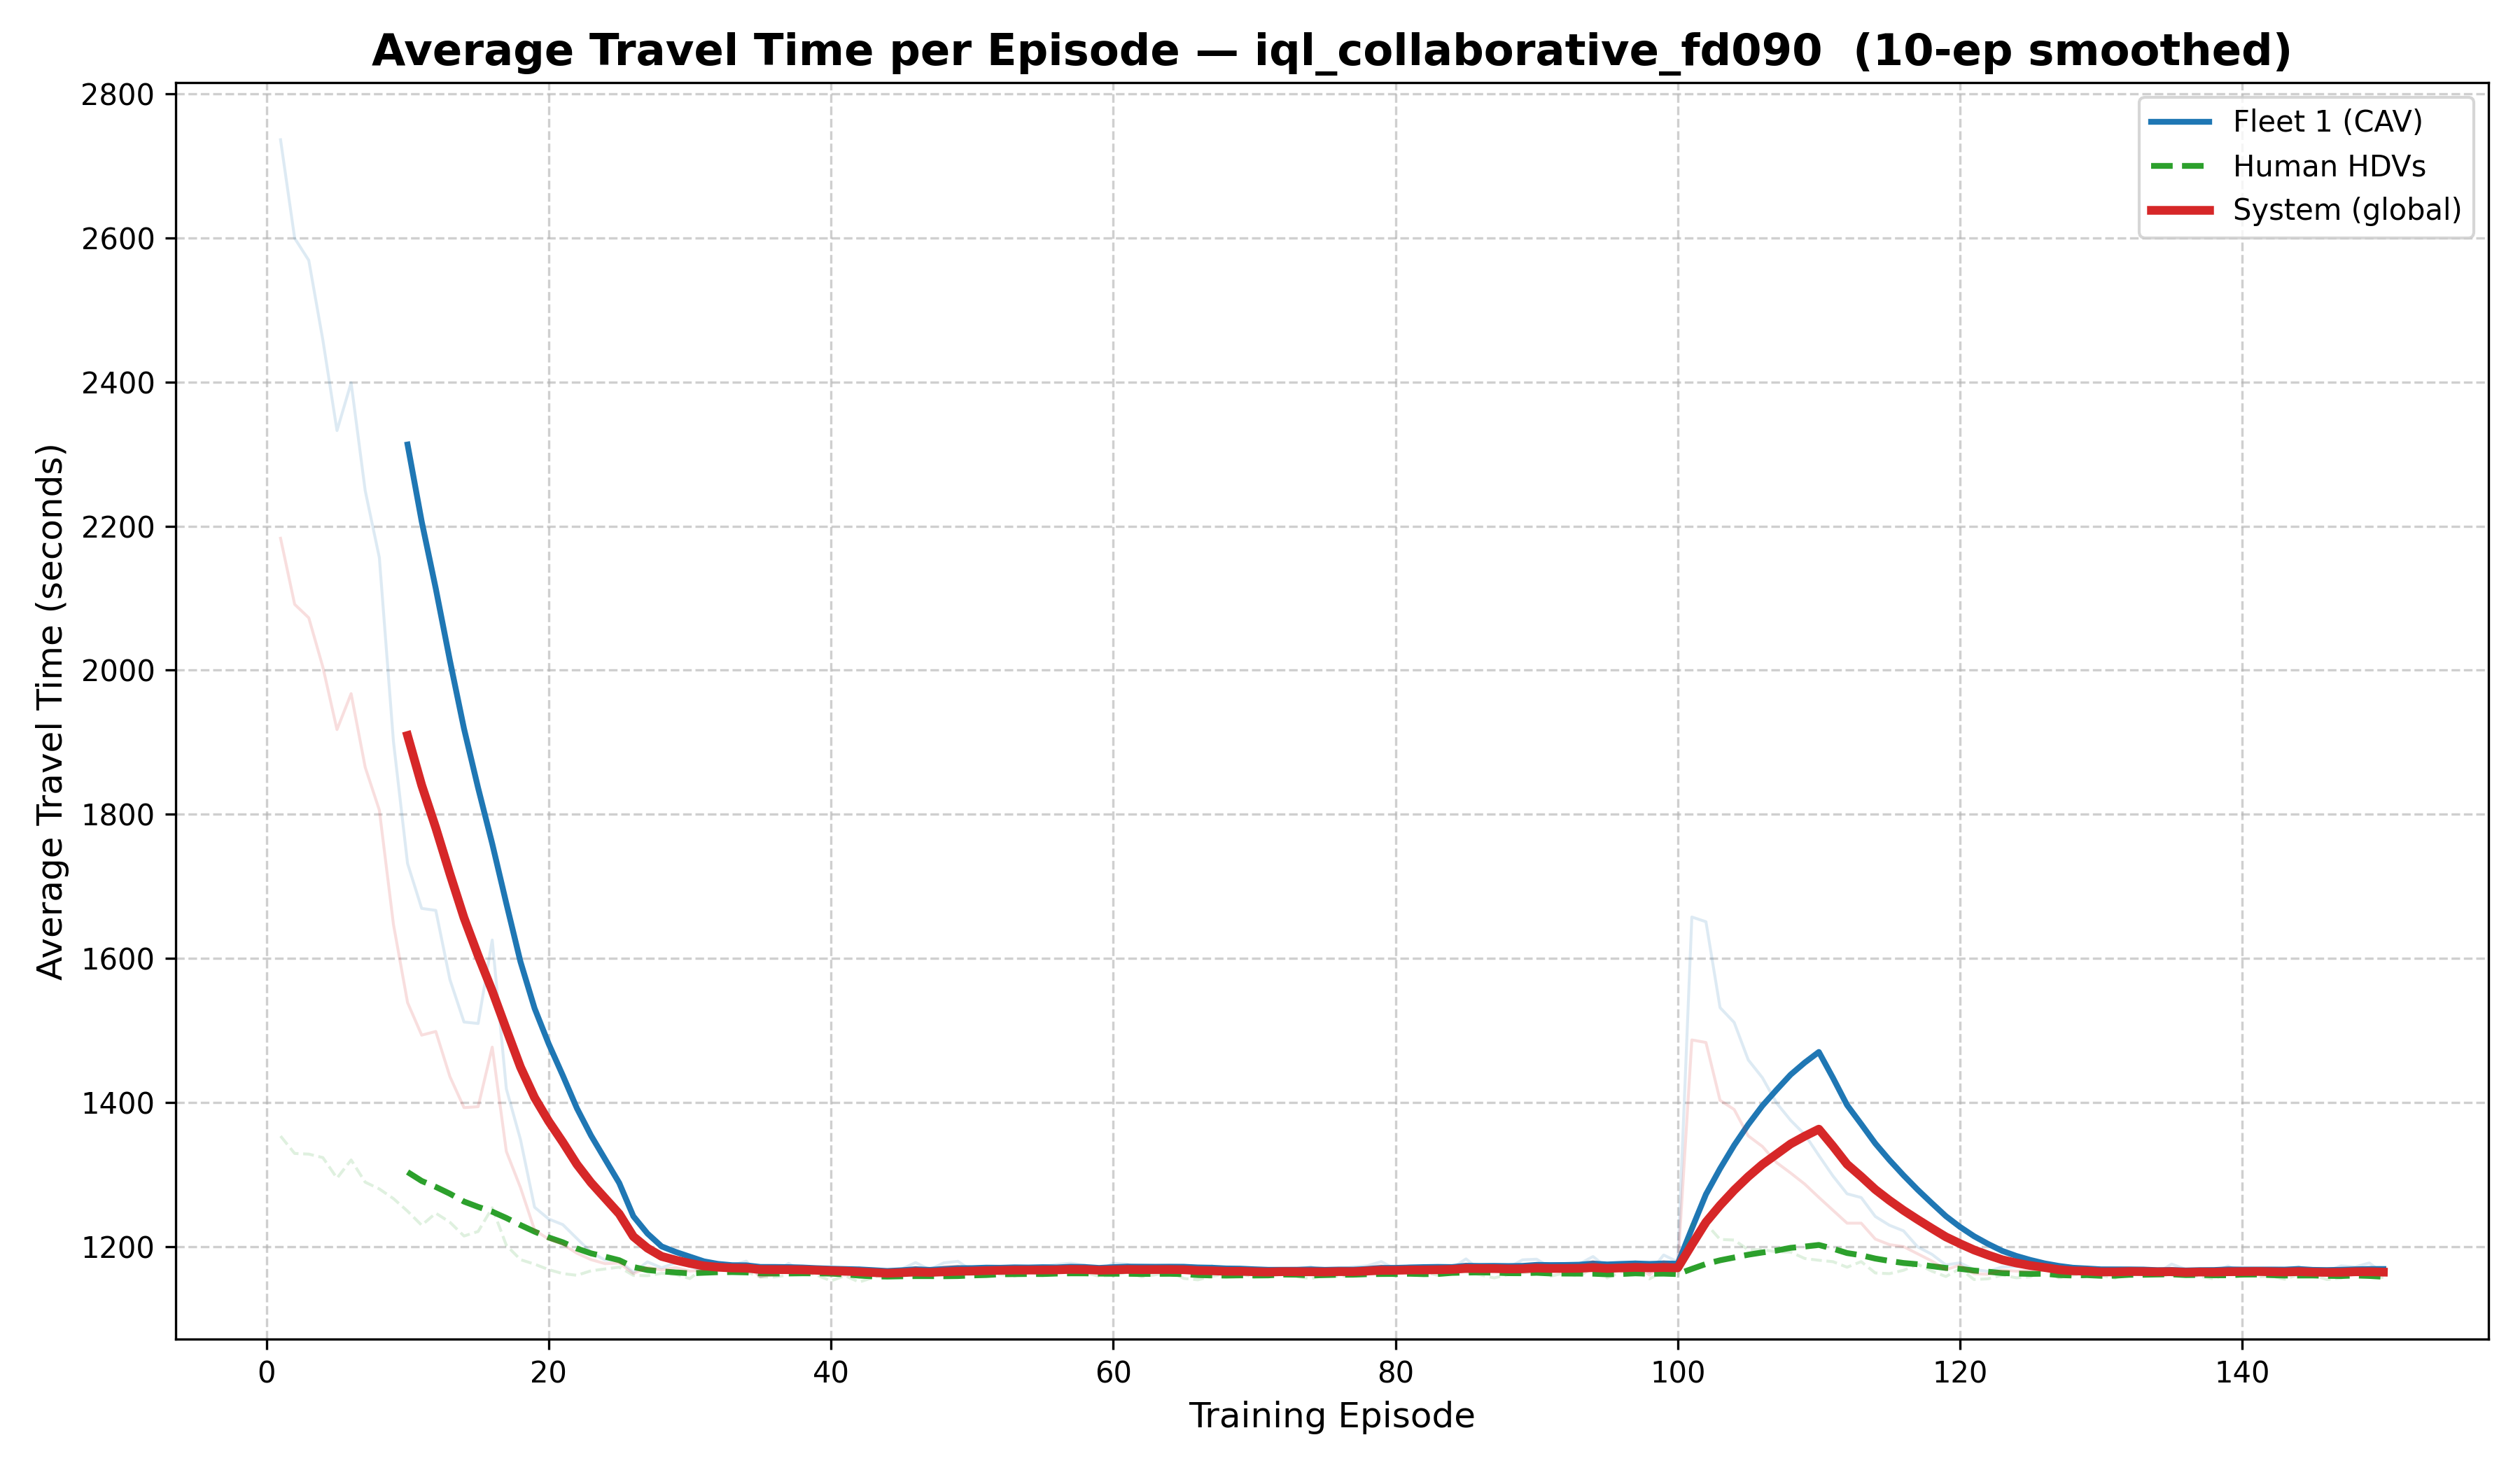 Average Travel Time per Episode — iql_collaborative_fd090  (10-ep smoothed)
Fleet 1 (CAV)
Human HDVs
System (global)
Average Travel Time (seconds)
2800
2600
2400
2200
2000
1800
1600
1400
1200
0 20 40 60 80 100 120 140
Training Episode